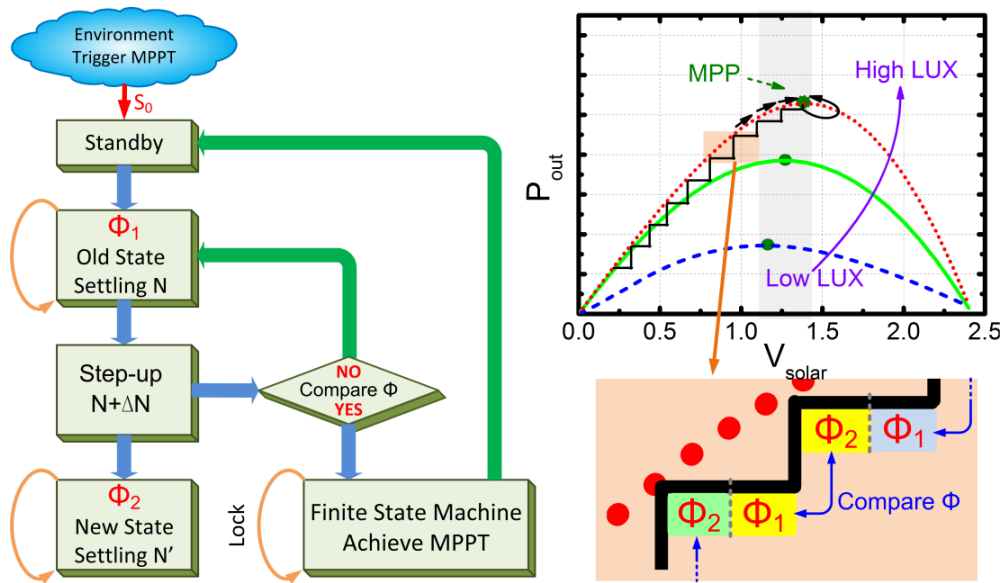 Environment
Trigger MPPT
S0
Standby
Φ1
Old State
Settling N
Step-up
N+ΔN
Φ2
New State
Settling N'
NO
Compare Φ
YES
Lock
Finite State Machine
Achieve MPPT
Pout
MPP
High LUX
Low LUX
0.0 0.5 1.0 1.5 2.0 2.5
Vsolar
Φ2 Φ1
Φ2 Φ1
Compare Φ